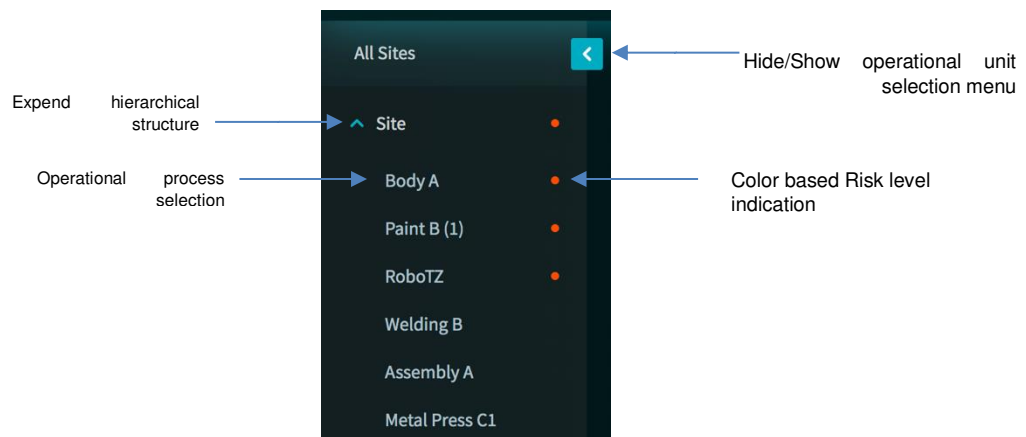 All Sites
Hide/Show operational unit
selection menu
Expend hierarchical
structure
Site
Operational process
selection
Body A
Color based Risk level
indication
Paint B (1)
RoboTZ
Welding B
Assembly A
Metal Press C1